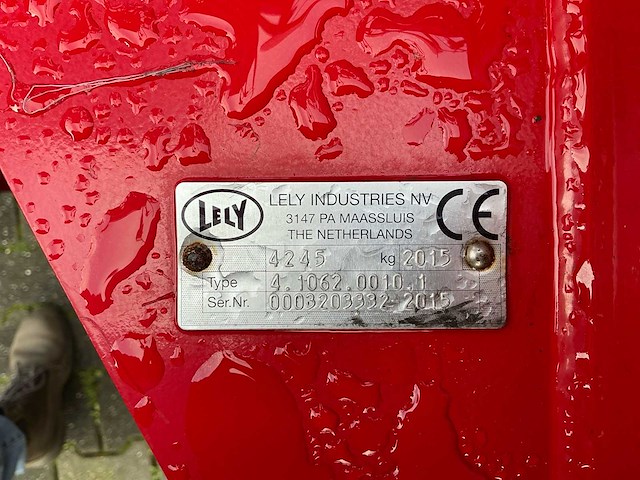 LELY
LELY INDUSTRIES NV
3147 PA MAASSLUIS
THE NETHERLANDS
CE
4245 kg 2015
Type 4.1062.0010.1
Ser.Nr. 0003203332-2015